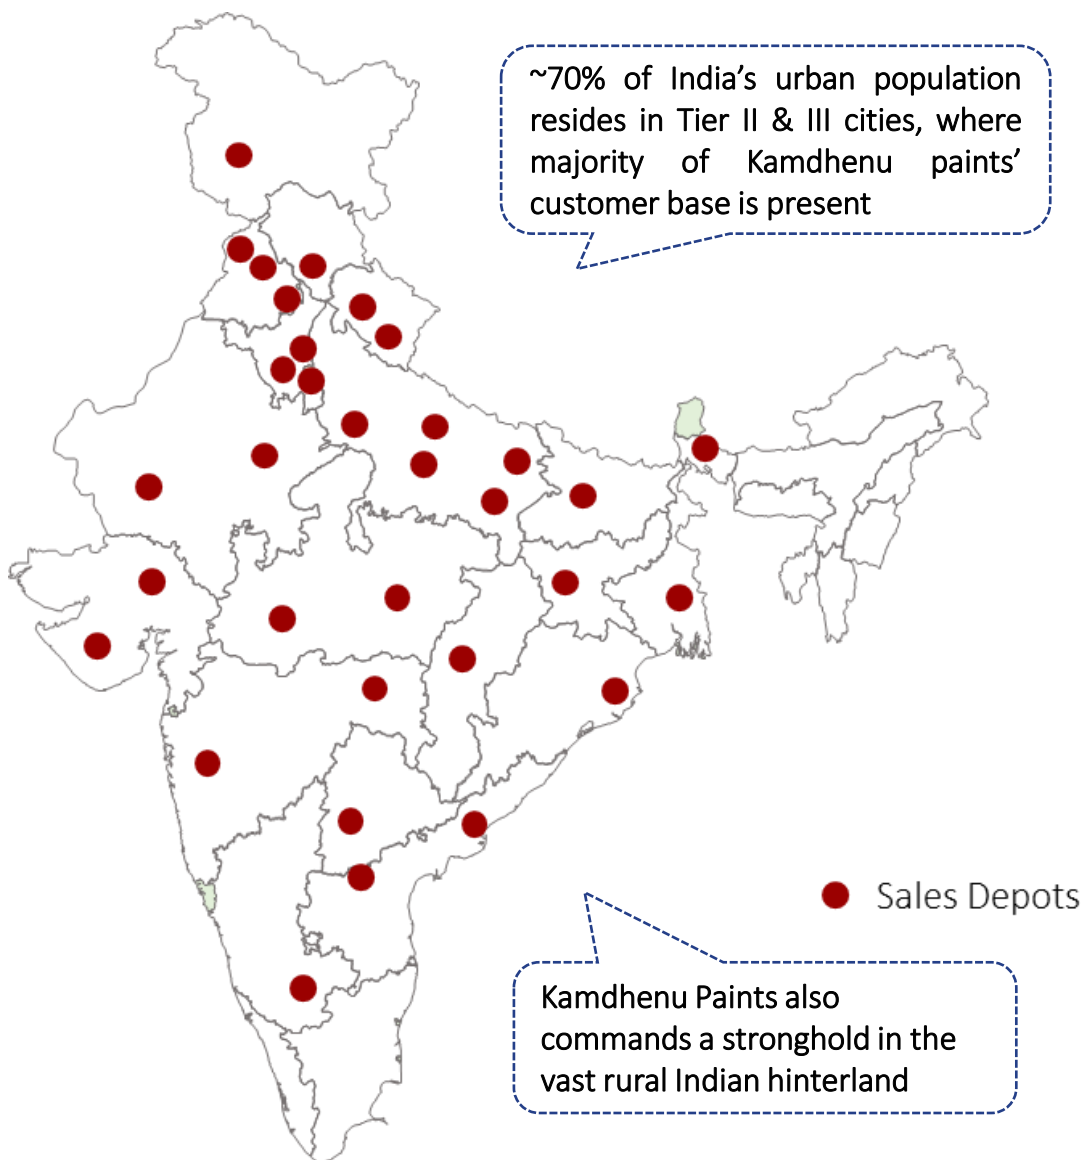 ~70% of India’s urban population
resides in Tier II & III cities, where
majority of Kamdhenu paints’
customer base is present
Sales Depots
Kamdhenu Paints also
commands a stronghold in the
vast rural Indian hinterland